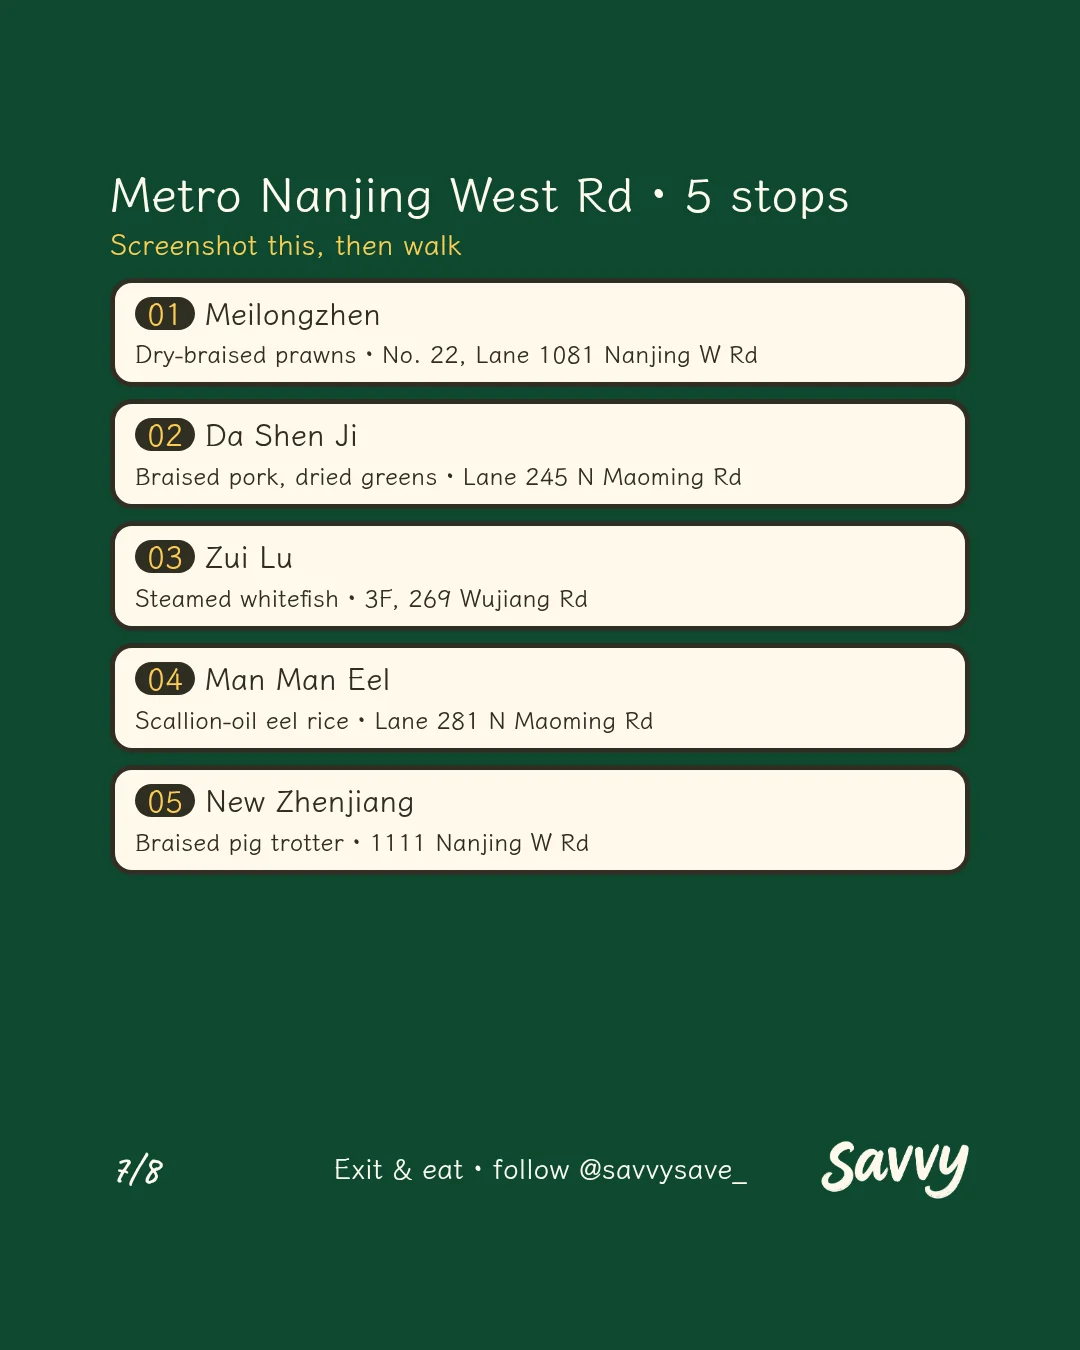 Metro Nanjing West Rd • 5 stops
Screenshot this, then walk
01 Meilongzhen
Dry-braised prawns • No. 22, Lane 1081 Nanjing W Rd
02 Da Shen Ji
Braised pork, dried greens • Lane 245 N Maoming Rd
03 Zui Lu
Steamed whitefish • 3F, 269 Wujiang Rd
04 Man Man Eel
Scallion-oil eel rice • Lane 281 N Maoming Rd
05 New Zhenjiang
Braised pig trotter • 1111 Nanjing W Rd
7/8
Exit & eat • follow @savvysave_
Savvy